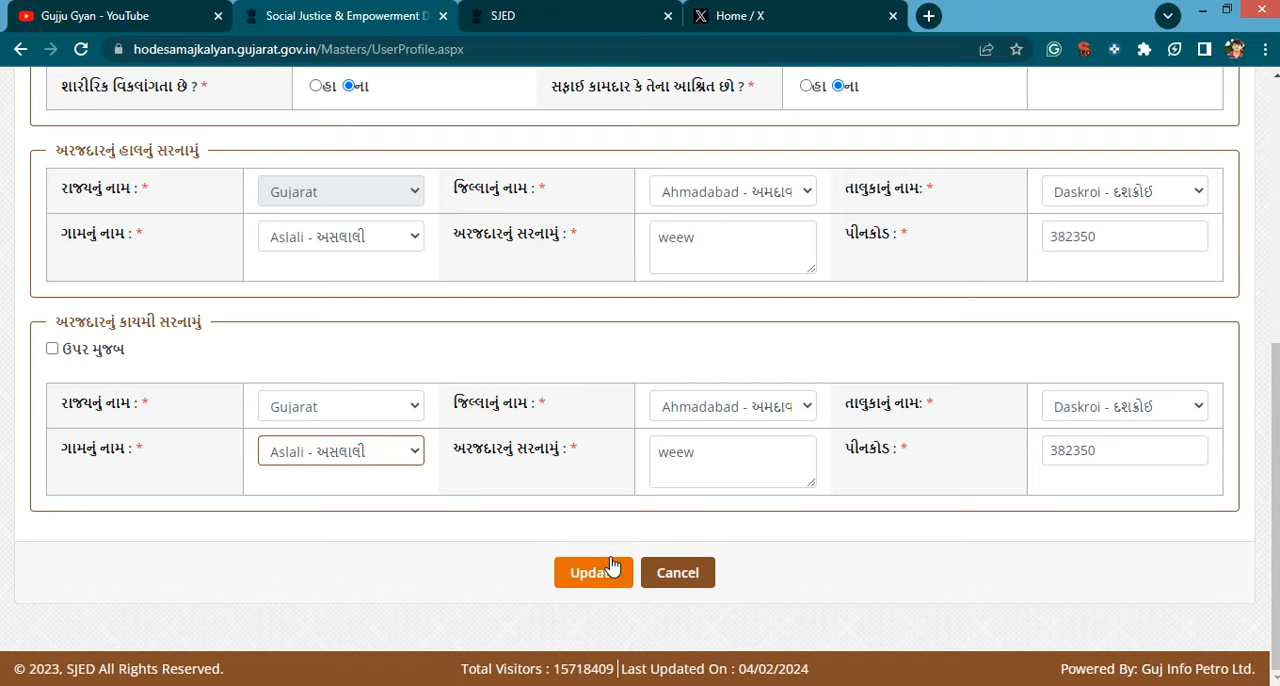 Gujju Gyan - YouTube
Social Justice & Empowerment D
SJED
Home / X
hodesamajkalyan.gujarat.gov.in/Masters/UserProfile.aspx
શારીરિક વિકલાંગતા છે ? * હા ના સફાઈ કામદાર કે તેના આશ્રિત છો ? * હા ના
અરજદારનું હાલનું સરનામું
રાજ્યનું નામ : * Gujarat જિલ્લાનું નામ : * Ahmadabad - અમદાવ તાલુકાનું નામ: * Daskroi - દશક્રોઈ
ગામનું નામ : * Aslali - અસલાલી અરજદારનું સરનામું : * weew પીનકોડ : * 382350
અરજદારનું કાયમી સરનામું
ઉપર મુજબ
રાજ્યનું નામ : * Gujarat જિલ્લાનું નામ : * Ahmadabad - અમદાવ તાલુકાનું નામ: * Daskroi - દશક્રોઈ
ગામનું નામ : * Aslali - અસલાલી અરજદારનું સરનામું : * weew પીનકોડ : * 382350
Update Cancel
© 2023, SJED All Rights Reserved. Total Visitors : 15718409 | Last Updated On : 04/02/2024 Powered By: Guj Info Petro Ltd.